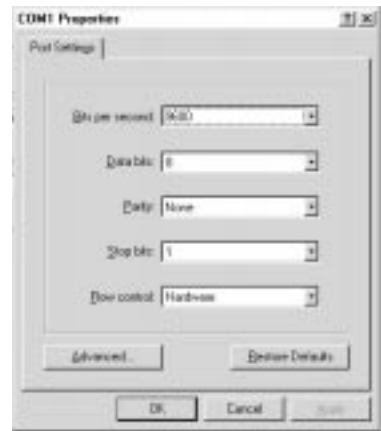 COM1 Properties
Port Settings
Bits per second: 9600
Data bits: 8
Parity: None
Stop bits: 1
Flow control: Hardware
Advanced... Restore Defaults
OK Cancel Apply